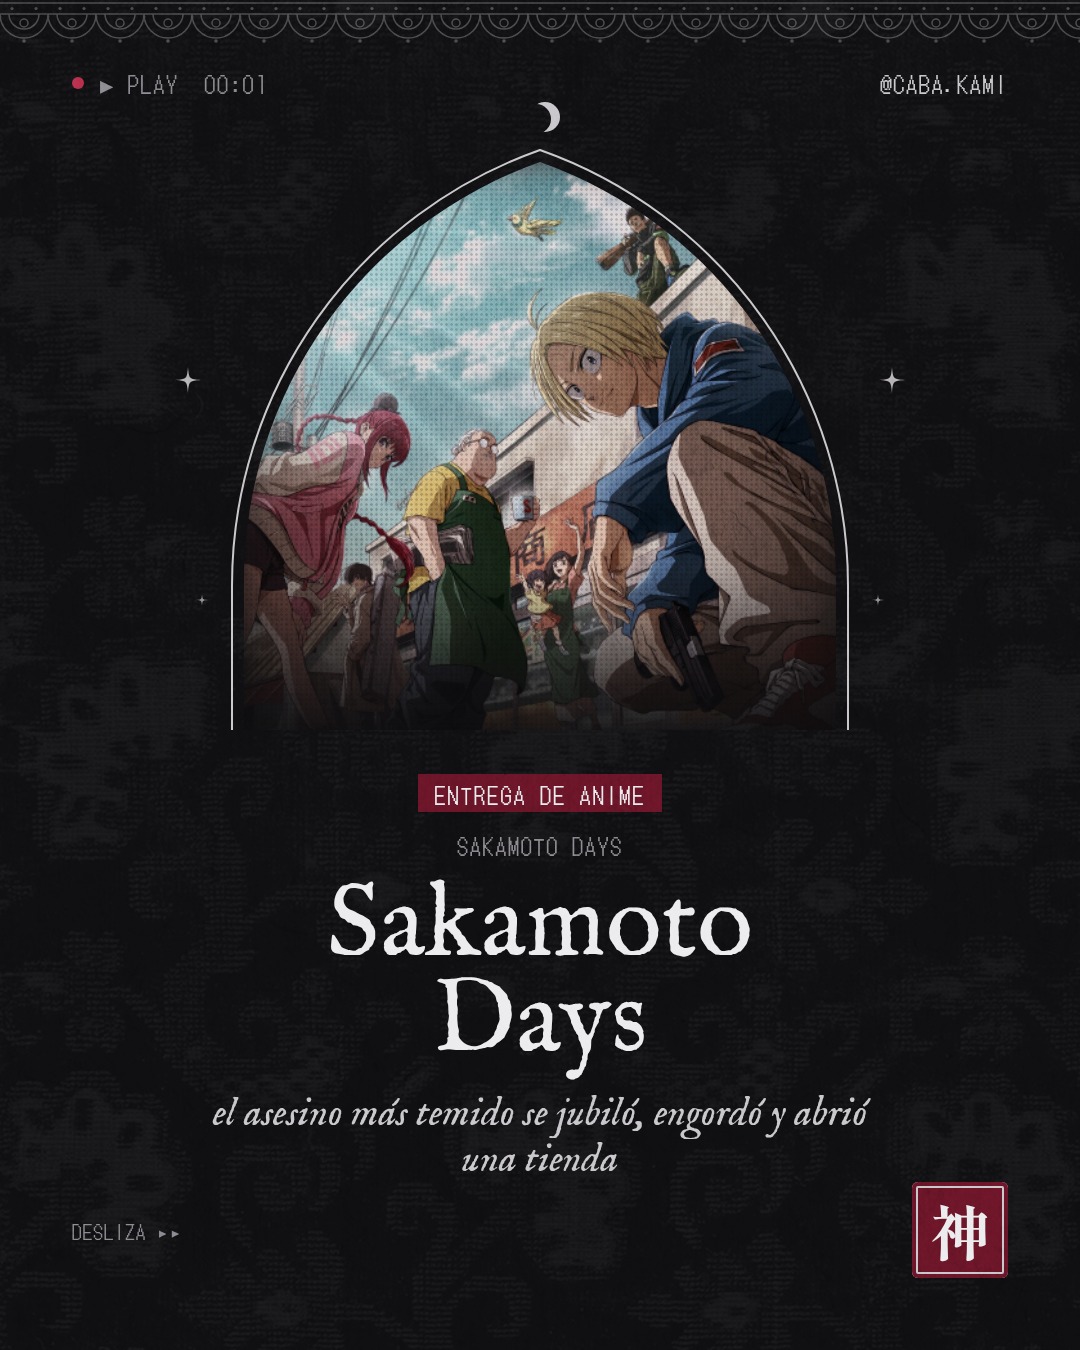 PLAY 00:01
@CABA.KAMI
商
ENTREGA DE ANIME
SAKAMOTO DAYS
Sakamoto
Days
el asesino más temido se jubiló, engordó y abrió
una tienda
DESLIZA
神